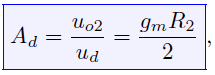 $A_d = \frac{u_{o2}}{u_d} = \frac{g_m R_2}{2},$